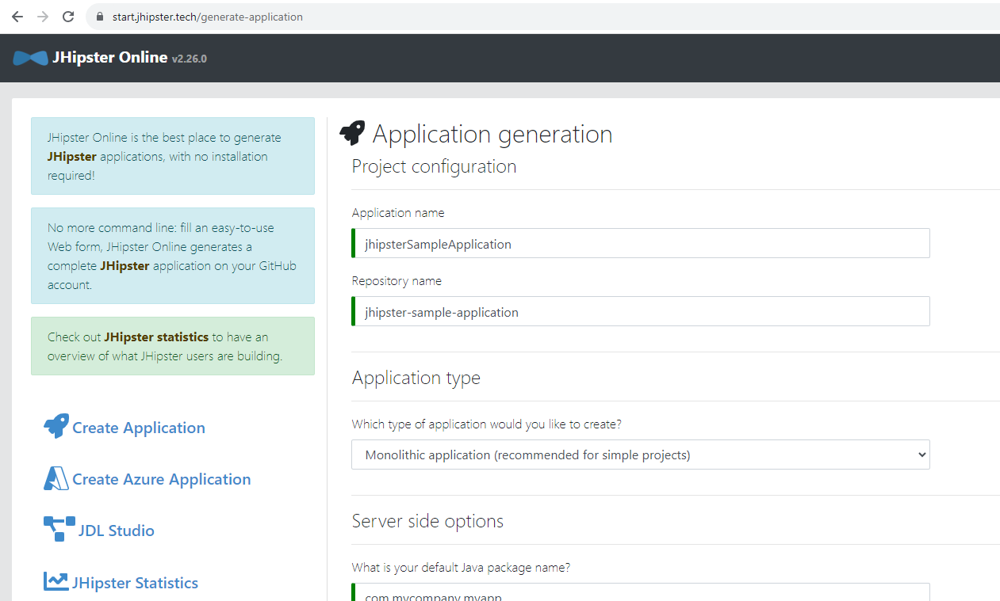 start.jhipster.tech/generate-application
JHipster Online v2.26.0
JHipster Online is the best place to generate
JHipster applications, with no installation
required!
No more command line: fill an easy-to-use
Web form, JHipster Online generates a
complete JHipster application on your GitHub
account.
Check out JHipster statistics to have an
overview of what JHipster users are building.
Create Application
Create Azure Application
JDL Studio
JHipster Statistics
Application generation
Project configuration
Application name
jhipsterSampleApplication
Repository name
jhipster-sample-application
Application type
Which type of application would you like to create?
Monolithic application (recommended for simple projects)
Server side options
What is your default Java package name?
com.mycompany.myapp